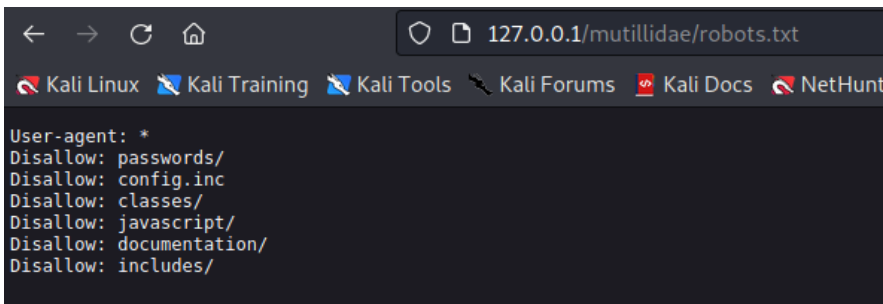 127.0.0.1/mutillidae/robots.txt
Kali Linux Kali Training Kali Tools Kali Forums Kali Docs NetHunt
User-agent: *
Disallow: passwords/
Disallow: config.inc
Disallow: classes/
Disallow: javascript/
Disallow: documentation/
Disallow: includes/